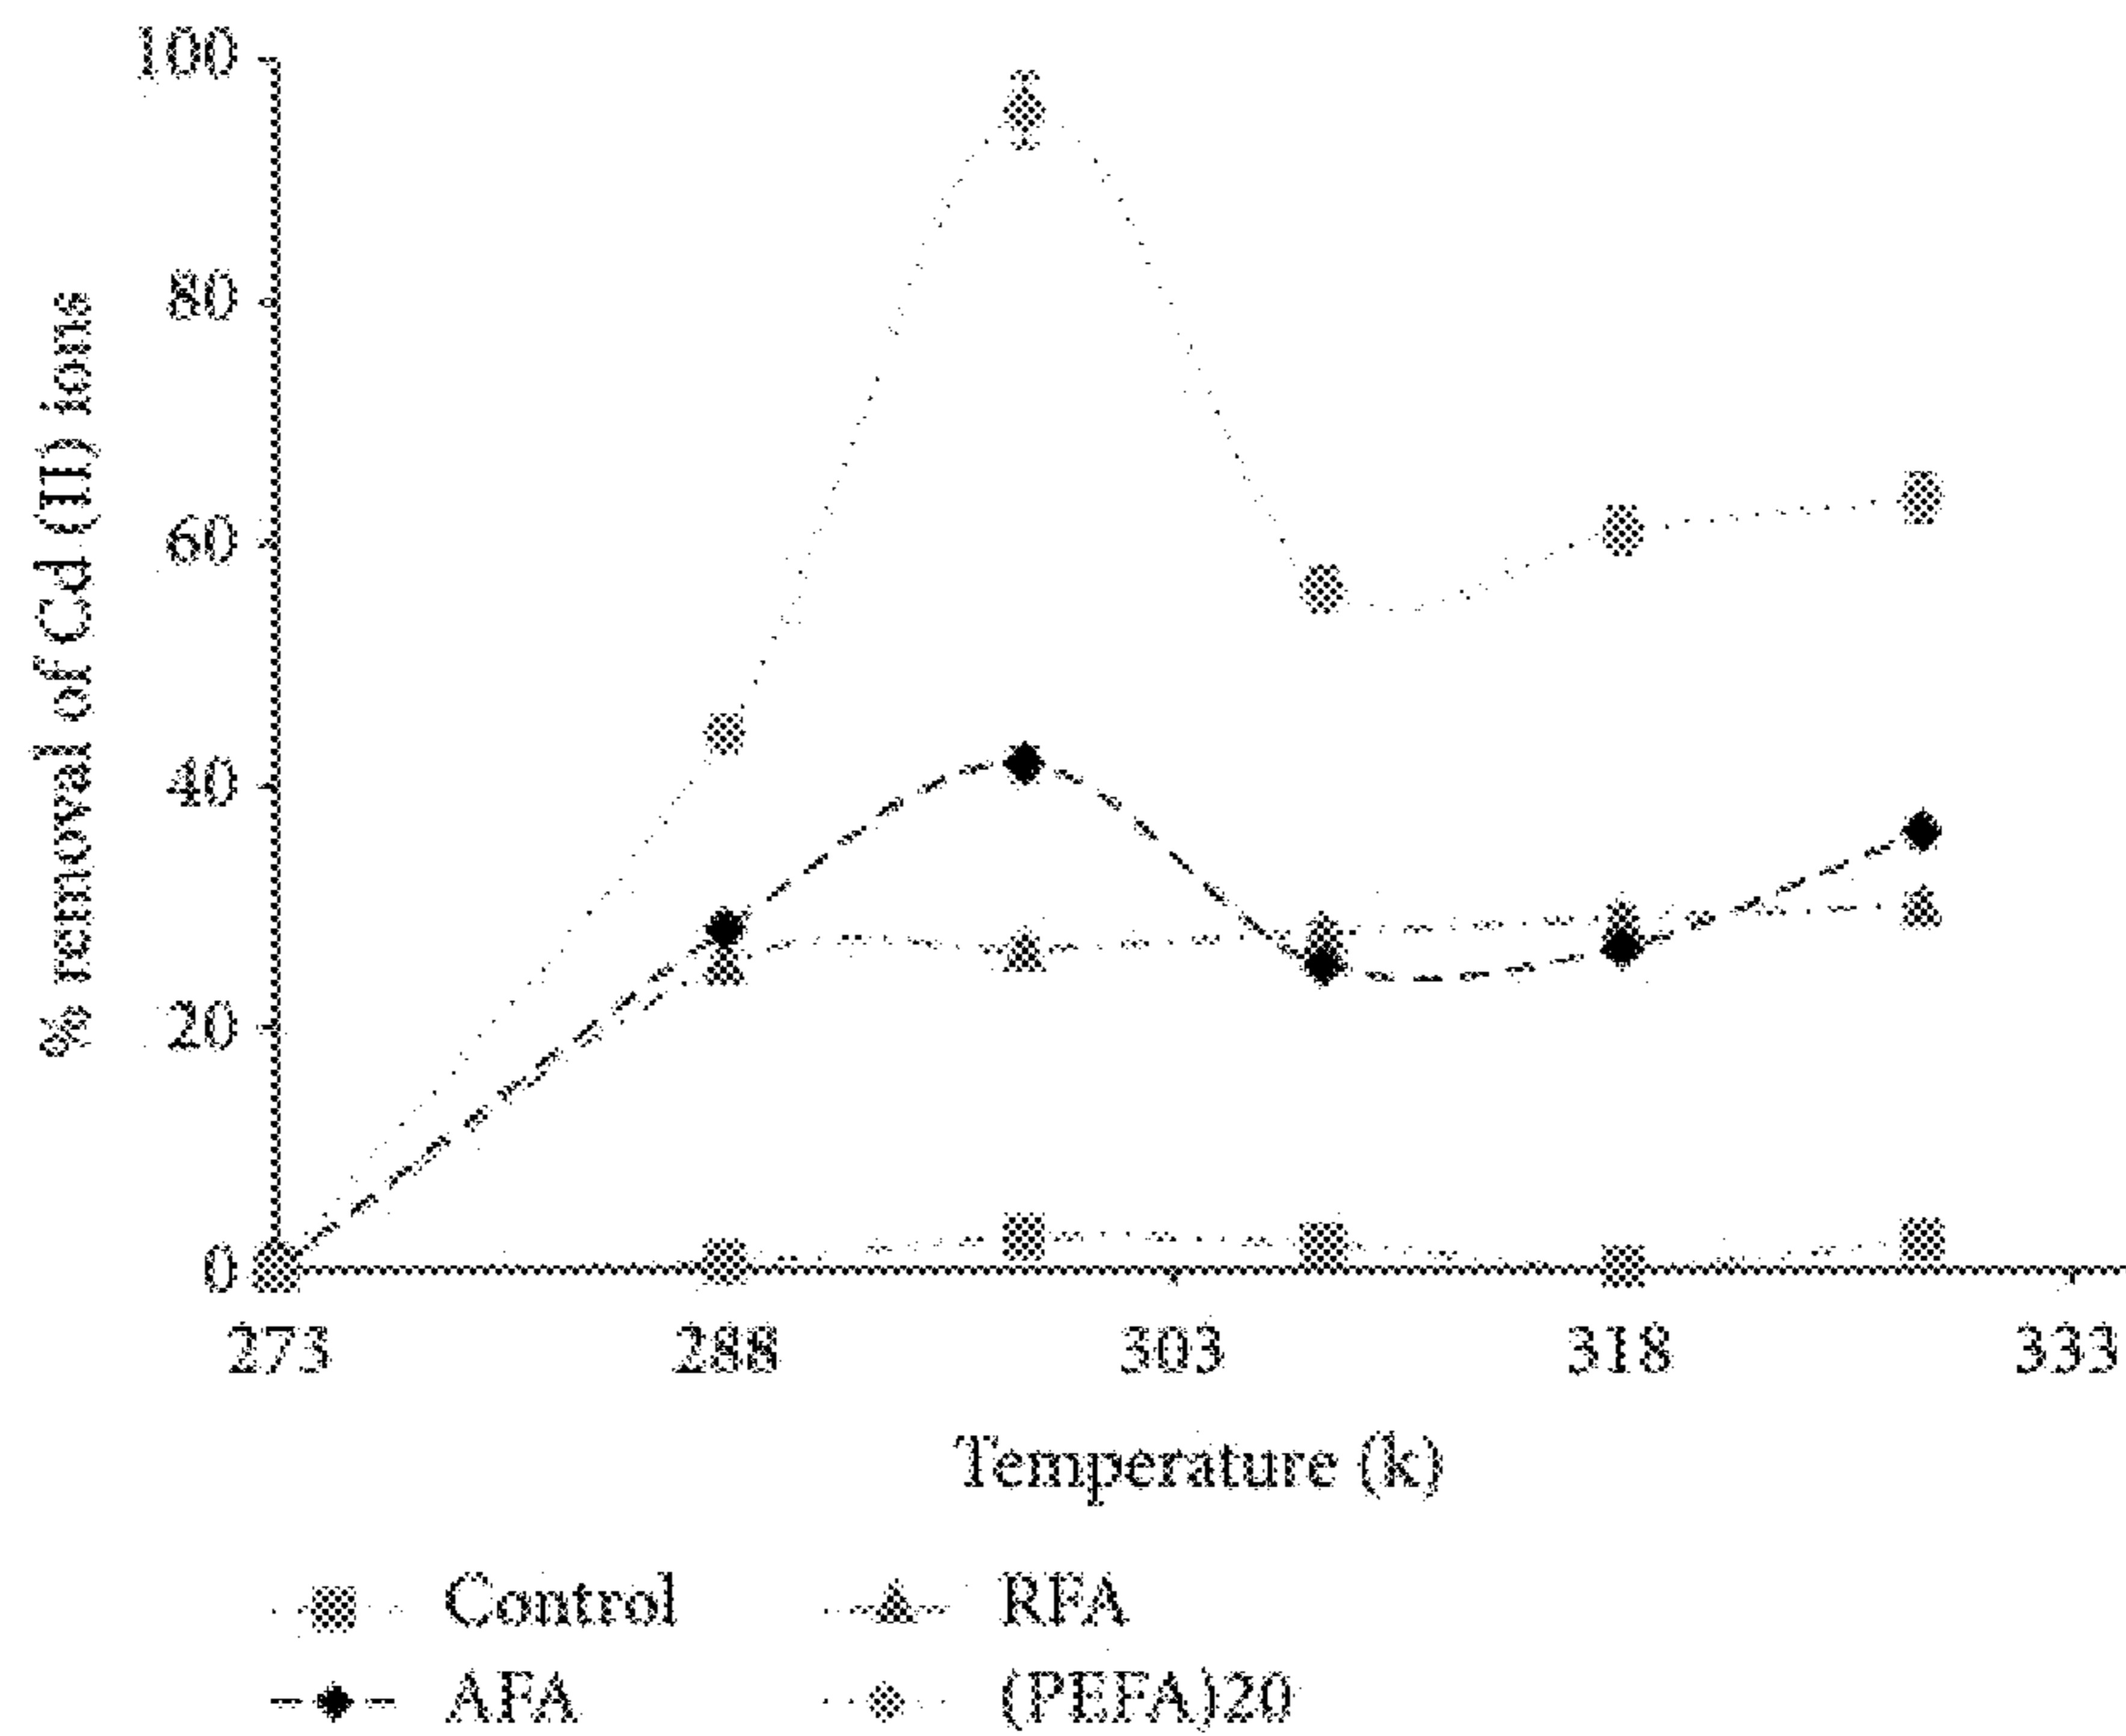 100
80
60
40
20
0
% removal of Cd (II) ions
273 288 303 318 333
Temperature (k)
Control RFA
AFA (PEFA)20